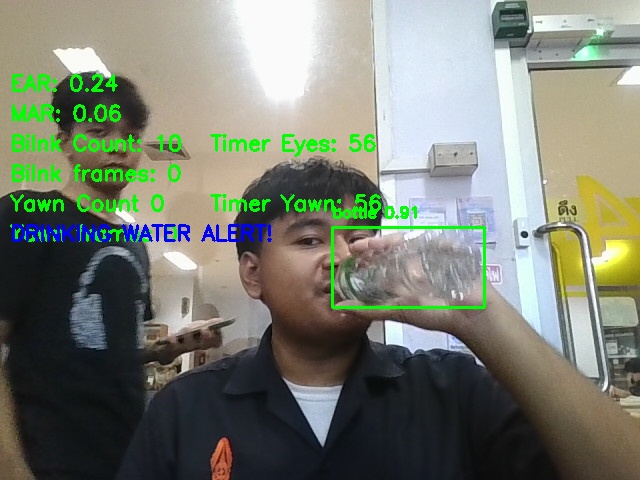 EAR: 0.24
MAR: 0.06
Blink Count: 10 Timer Eyes: 56
Blink frames: 0
Yawn Count 0 Timer Yawn: 56
bottle 0.91
DRINKING WATER ALERT!
ดึง